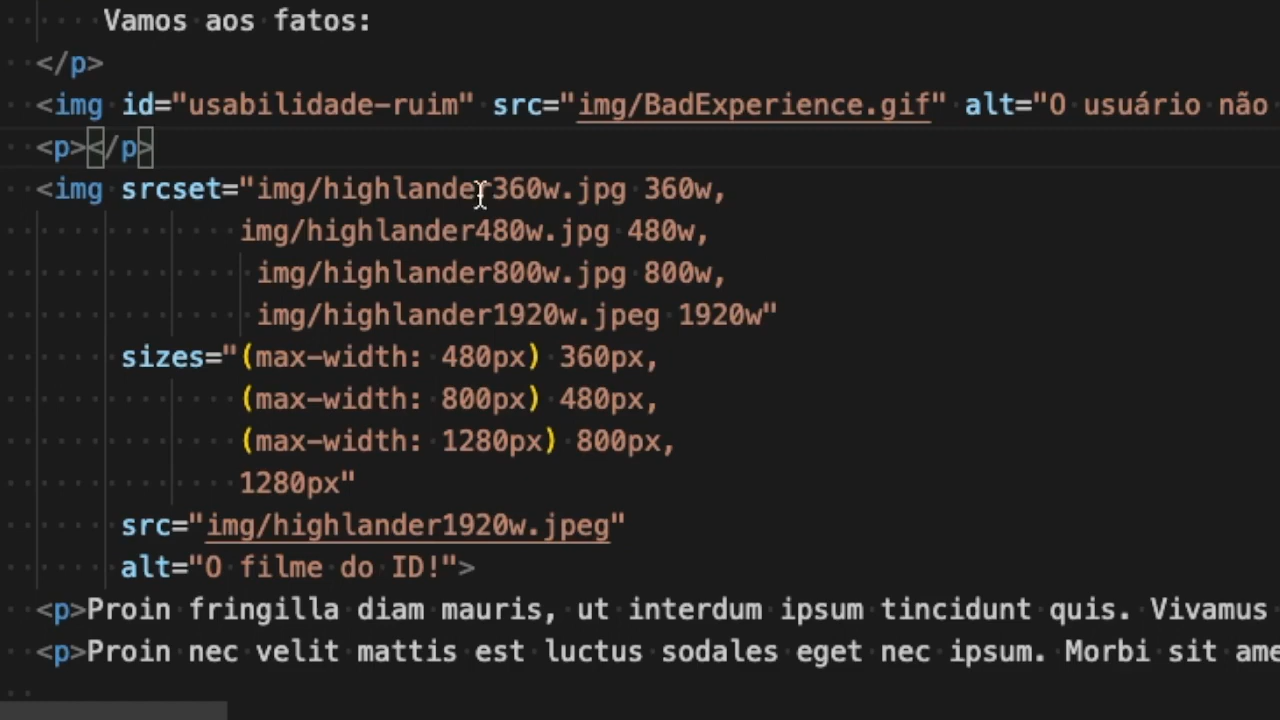 Vamos aos fatos:
</p>
<img id="usabilidade-ruim" src="img/BadExperience.gif" alt="O usuário não
<p></p>
<img srcset="img/highlander360w.jpg 360w,
img/highlander480w.jpg 480w,
img/highlander800w.jpg 800w,
img/highlander1920w.jpeg 1920w"
sizes="(max-width: 480px) 360px,
(max-width: 800px) 480px,
(max-width: 1280px) 800px,
1280px"
src="img/highlander1920w.jpeg"
alt="O filme do ID!">
<p>Proin fringilla diam mauris, ut interdum ipsum tincidunt quis. Vivamus
<p>Proin nec velit mattis est luctus sodales eget nec ipsum. Morbi sit ame